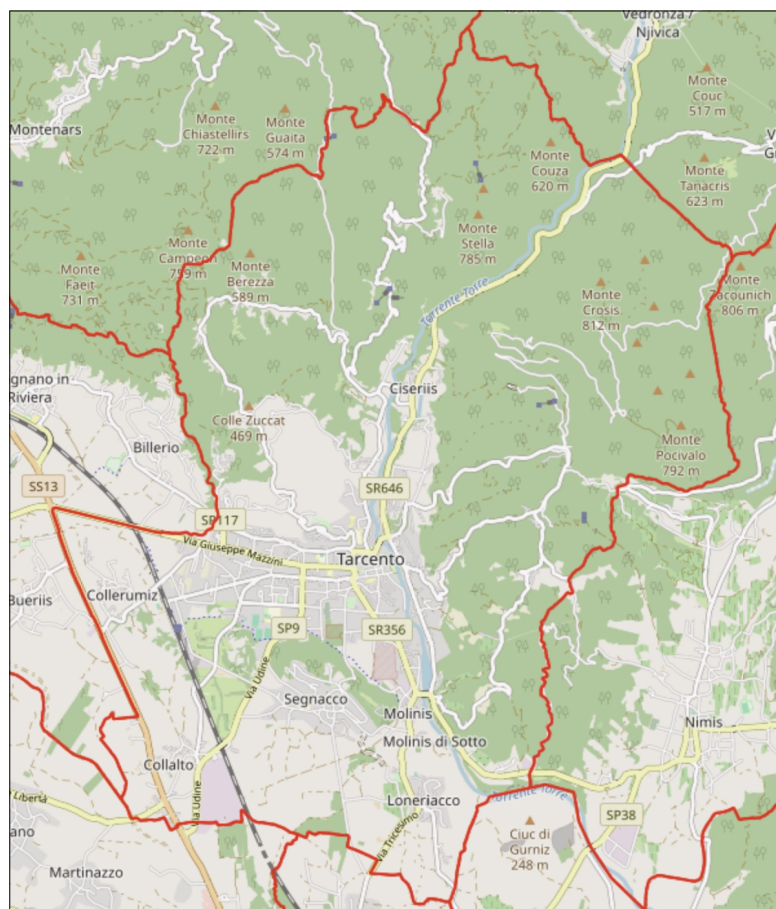 Vedronza /
Njivica
Monte
Couc
517 m
Montenars
Monte
Chiastellirs
722 m
Monte
Guaita
574 m
Monte
Couza
620 m
Monte
Tanacris
623 m
Monte
Stella
785 m
Monte
Campeon
759 m
Monte
Faeit
731 m
Monte
Berezza
589 m
Torrente Torre
Monte
Crosis
812 m
806 m
Ciseriis
Riviera
Colle Zuccat
469 m
Billerio
Monte
Pocivalo
792 m
SS13
SR646
SP117
Via Giuseppe Mazzini
Tarcento
Bueriis
Collerumiz
SP9
SR356
Via Udine
Segnacco
Molinis
Nimis
Molinis di Sotto
Collalto
Via Udine
Loneriacco
Torrente Torre
SP38
Libertà
Via Tricesimo
Ciuc di
Gurniz
248 m
Martinazzo